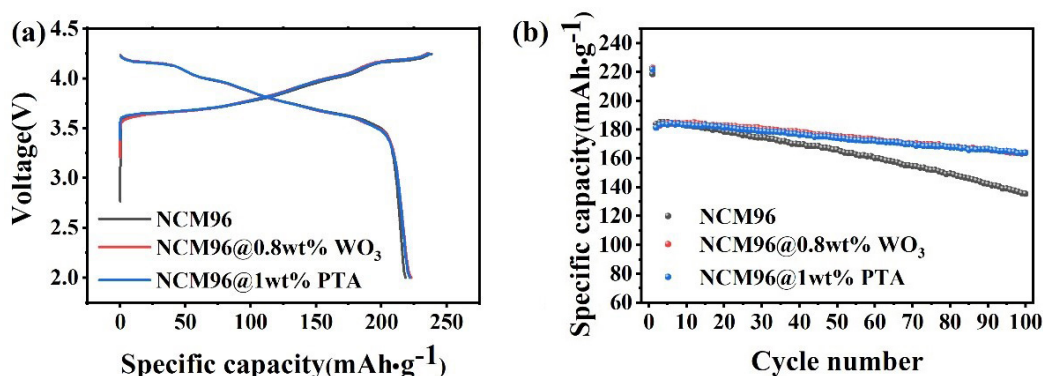 (a)
Voltage(V)
4.5
4.0
3.5
3.0
2.5
2.0
NCM96
NCM96@0.8wt% WO₃
NCM96@1wt% PTA
0 50 100 150 200 250
Specific capacity(mAh·g⁻¹)
(b)
Specific capacity(mAh·g⁻¹)
240
220
200
180
160
140
120
100
80
60
NCM96
NCM96@0.8wt% WO₃
NCM96@1wt% PTA
0 10 20 30 40 50 60 70 80 90 100
Cycle number